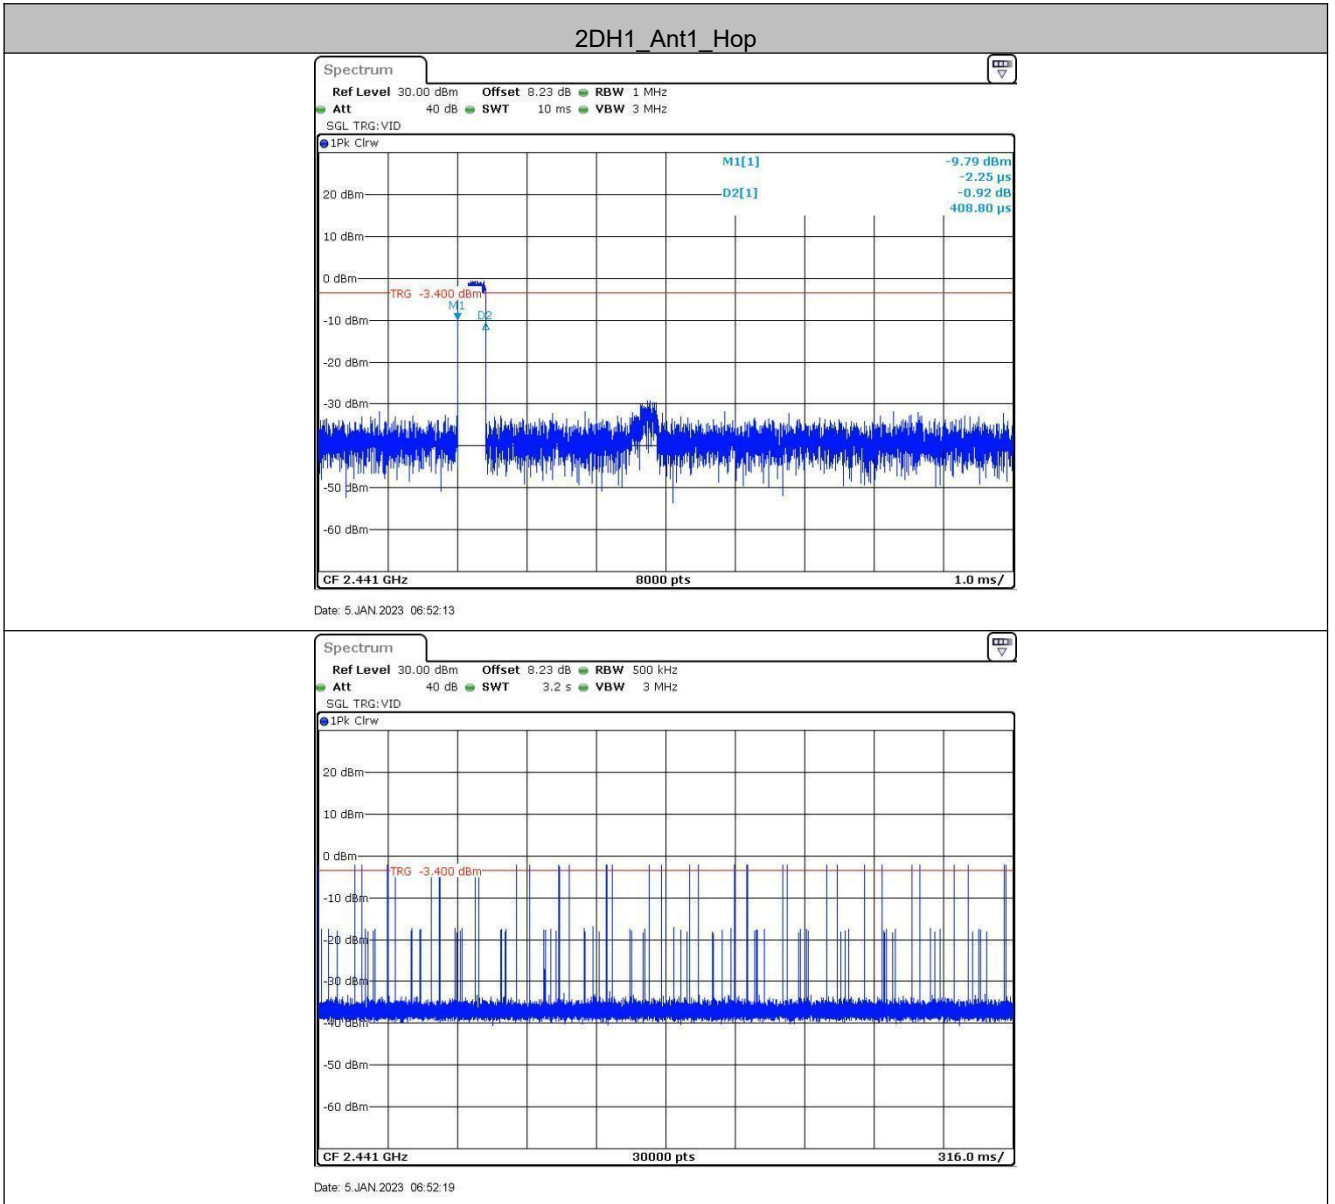 2DH1_Ant1_Hop
Spectrum
Ref Level 30.00 dBm Offset 8.23 dB RBW 1 MHz
Att 40 dB SWT 10 ms VBW 3 MHz
SGL TRG:VID
1Pk Clrw
M1[1] -9.79 dBm
-2.25 µs
20 dBm D2[1] -0.92 dB
408.80 µs
10 dBm
0 dBm
TRG -3.400 dBm
M1
D2
-10 dBm
-20 dBm
-30 dBm
-50 dBm
-60 dBm
CF 2.441 GHz 8000 pts 1.0 ms/
Date: 5.JAN.2023 06:52:13
Spectrum
Ref Level 30.00 dBm Offset 8.23 dB RBW 500 kHz
Att 40 dB SWT 3.2 s VBW 3 MHz
SGL TRG:VID
1Pk Clrw
20 dBm
10 dBm
0 dBm
TRG -3.400 dBm
-10 dBm
-20 dBm
-30 dBm
-40 dBm
-50 dBm
-60 dBm
CF 2.441 GHz 30000 pts 316.0 ms/
Date: 5.JAN.2023 06:52:19